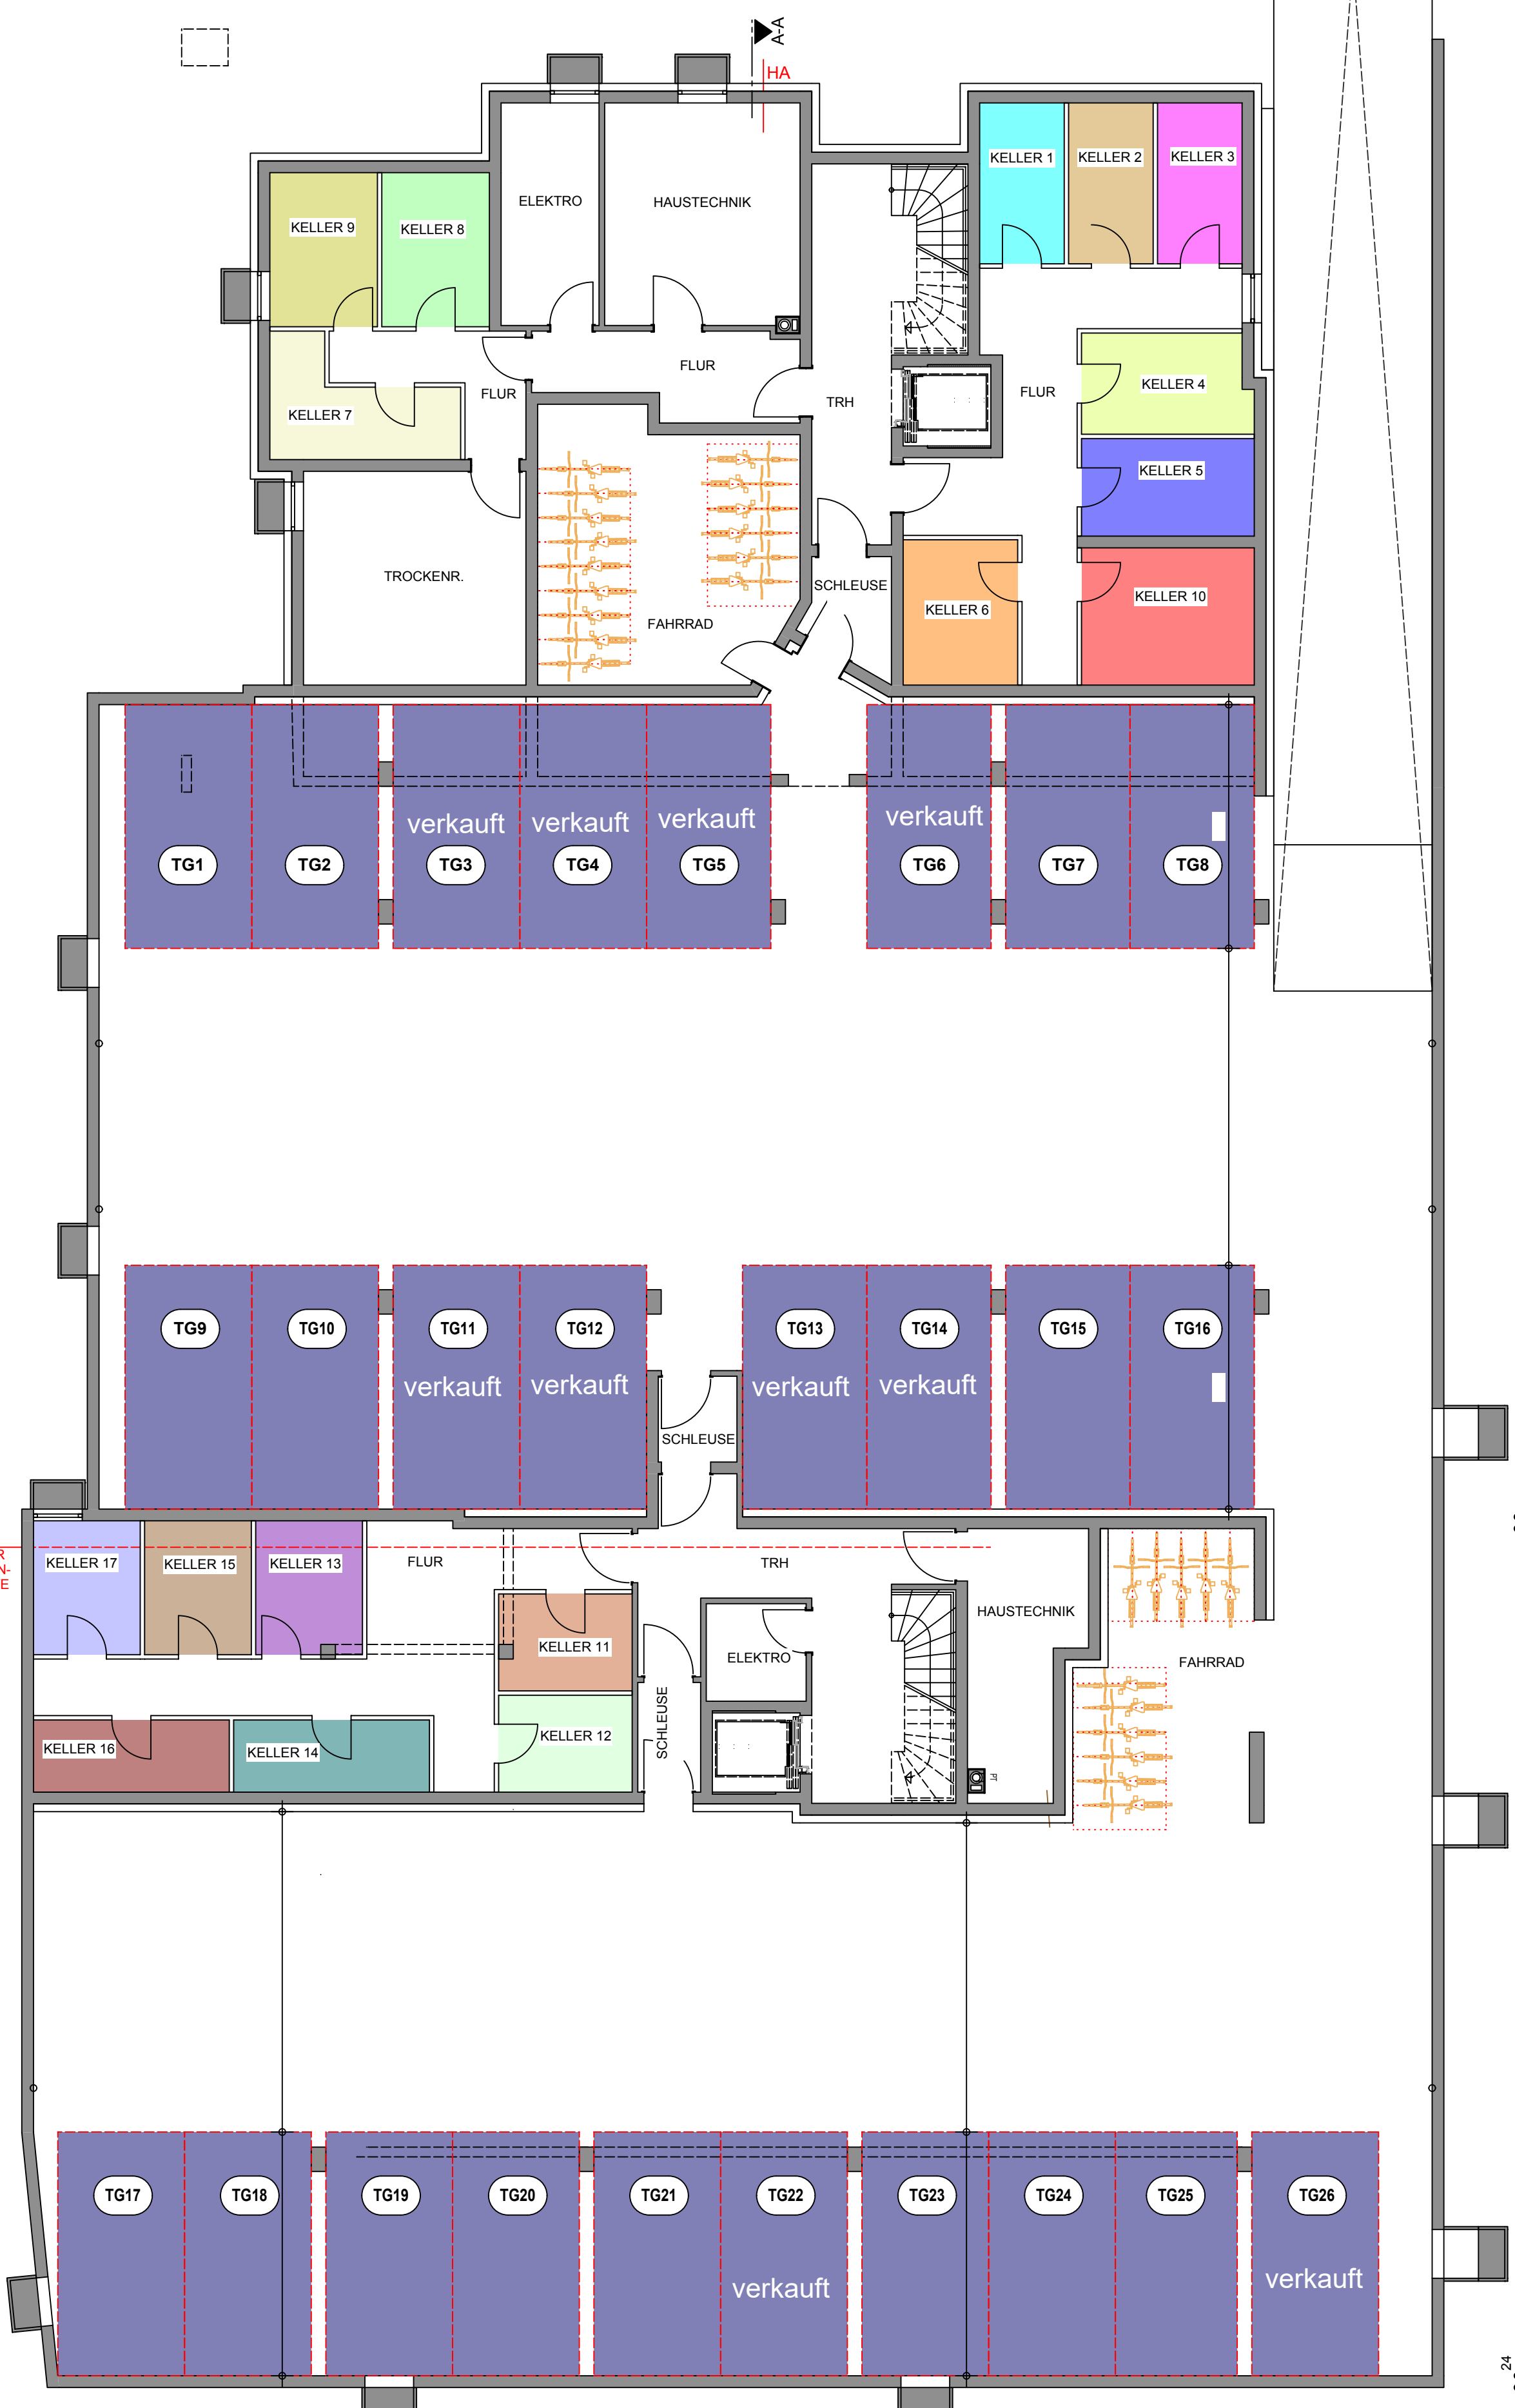 A-A
HA
KELLER 1
KELLER 2
KELLER 3
ELEKTRO
HAUSTECHNIK
KELLER 9
KELLER 8
FLUR
FLUR
TRH
FLUR
KELLER 4
KELLER 7
KELLER 5
TROCKENR.
SCHLEUSE
KELLER 6
KELLER 10
FAHRRAD
verkauft
verkauft
verkauft
verkauft
TG1
TG2
TG3
TG4
TG5
TG6
TG7
TG8
TG9
TG10
TG11
TG12
TG13
TG14
TG15
TG16
verkauft
verkauft
verkauft
verkauft
SCHLEUSE
R
N-
E
KELLER 17
KELLER 15
KELLER 13
FLUR
TRH
HAUSTECHNIK
KELLER 11
ELEKTRO
FAHRRAD
SCHLEUSE
KELLER 16
KELLER 14
KELLER 12
TG17
TG18
TG19
TG20
TG21
TG22
TG23
TG24
TG25
TG26
verkauft
verkauft
24